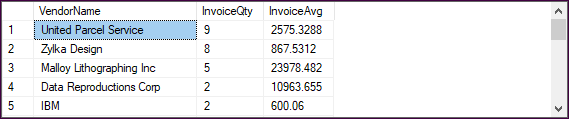 VendorName InvoiceQty InvoiceAvg
1 United Parcel Service 9 2575.3288
2 Zylka Design 8 867.5312
3 Malloy Lithographing Inc 5 23978.482
4 Data Reproductions Corp 2 10963.655
5 IBM 2 600.06